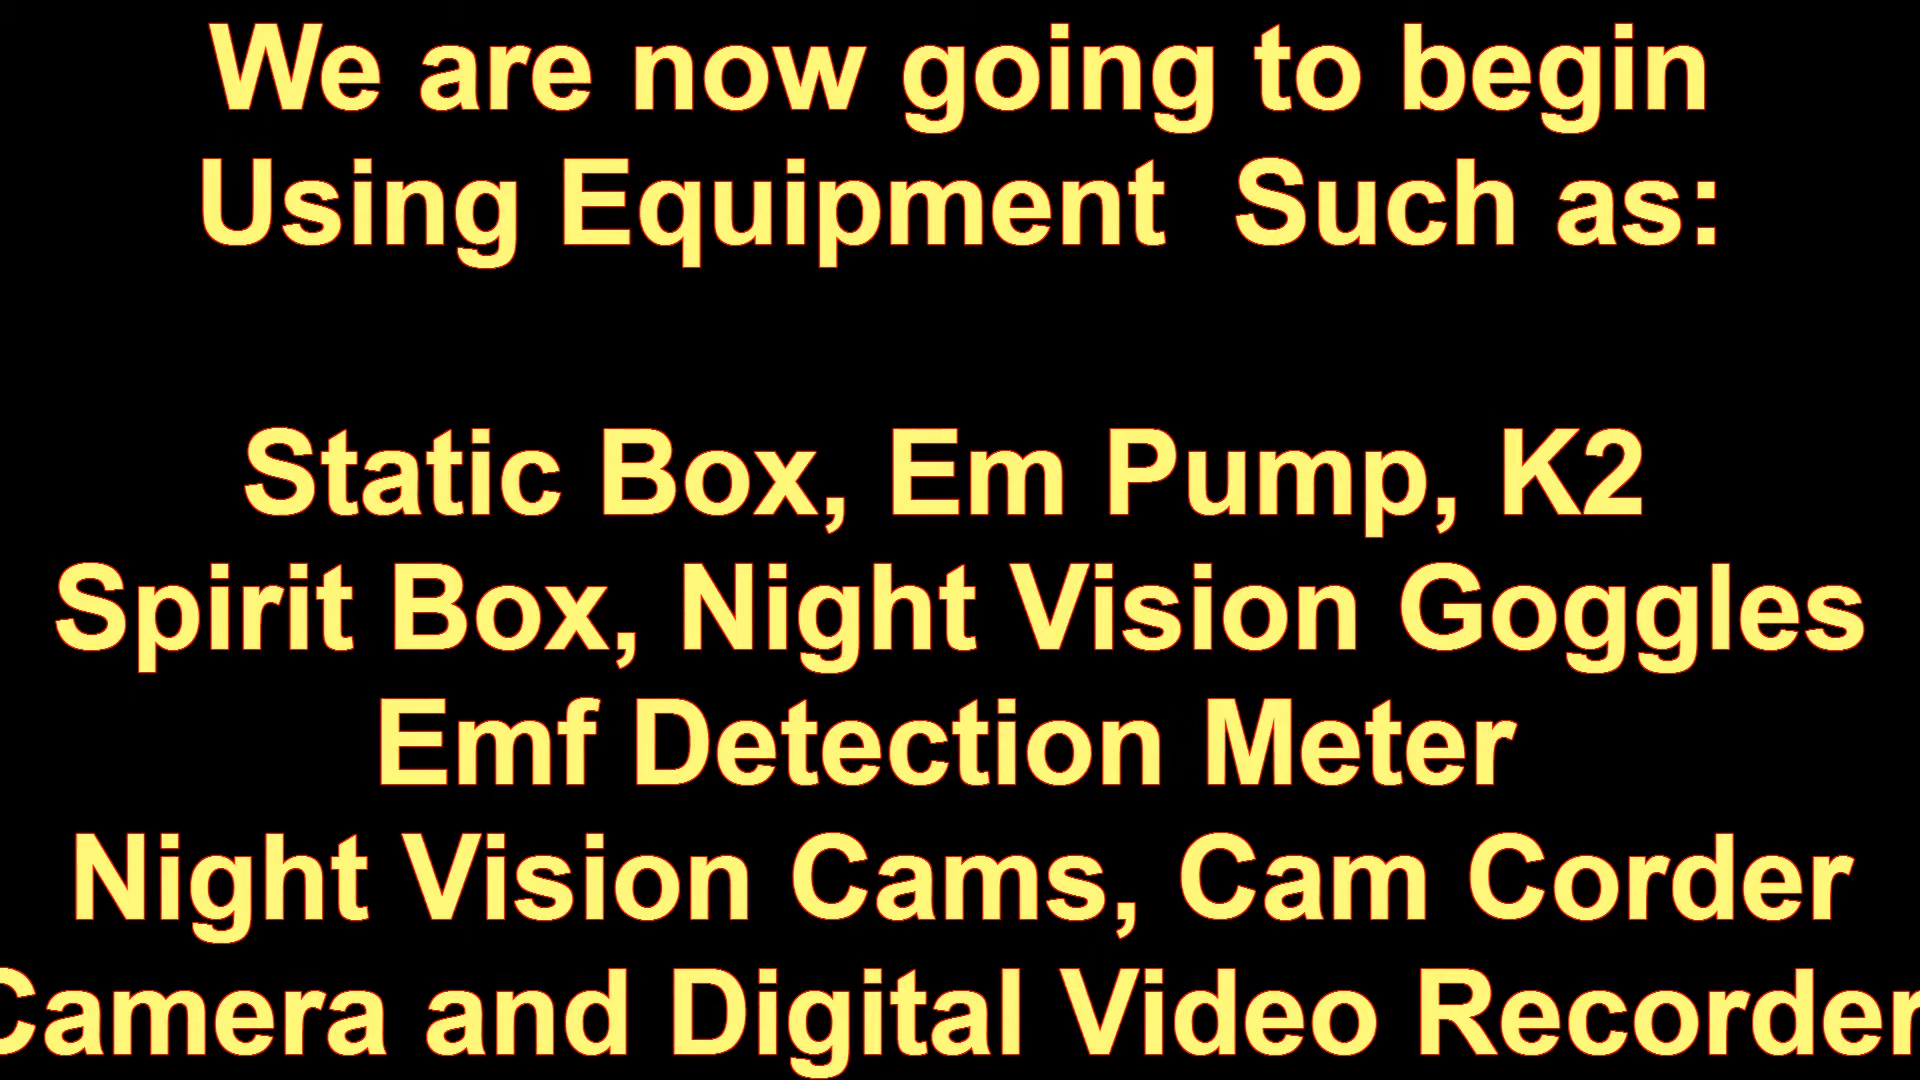 We are now going to begin
Using Equipment  Such as:
Static Box, Em Pump, K2
Spirit Box, Night Vision Goggles
Emf Detection Meter
Night Vision Cams, Cam Corder
Camera and Digital Video Recorder